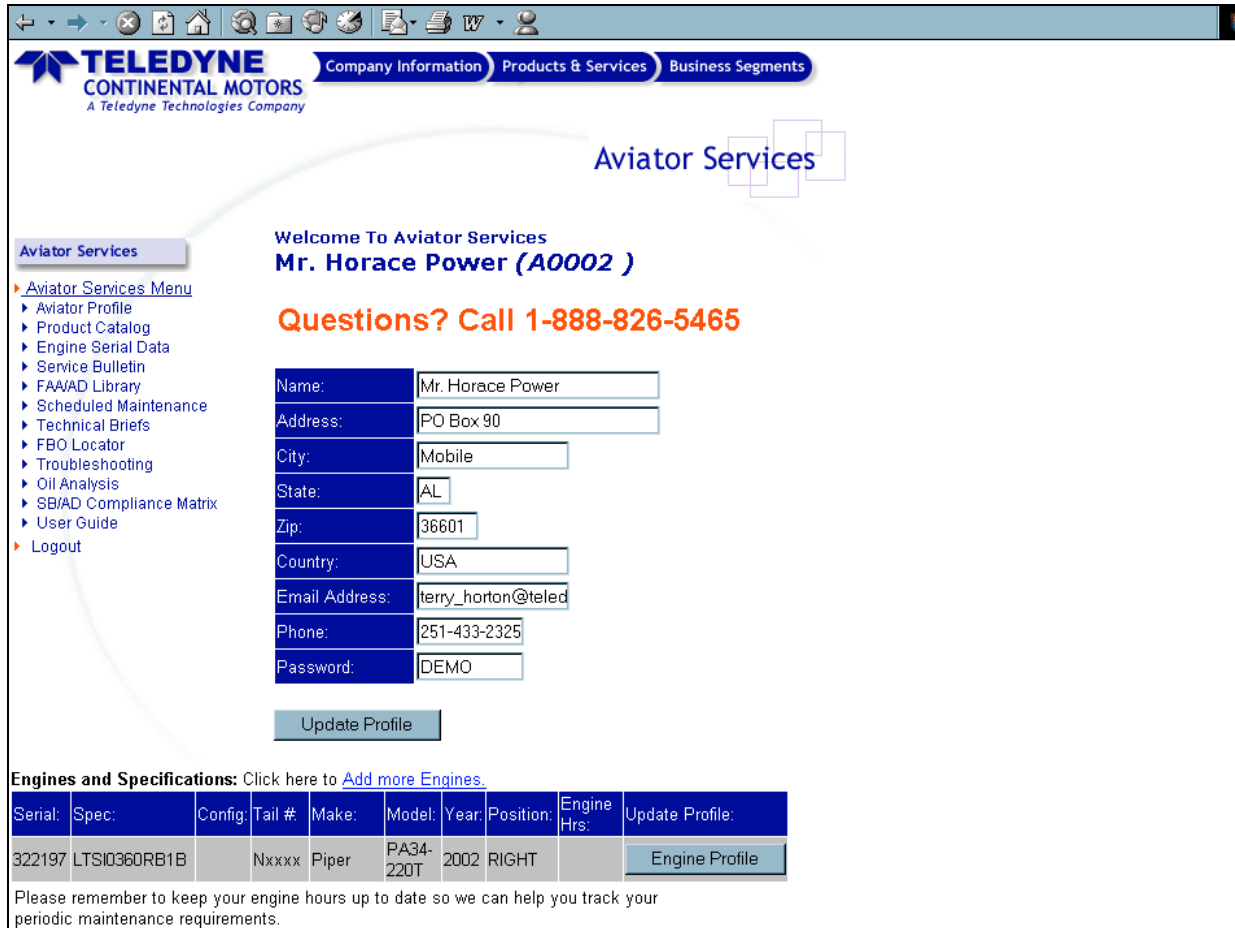 TELEDYNE
CONTINENTAL MOTORS
A Teledyne Technologies Company
Company Information
Products & Services
Business Segments
Aviator Services
Aviator Services
Aviator Services Menu
Aviator Profile
Product Catalog
Engine Serial Data
Service Bulletin
FAA/AD Library
Scheduled Maintenance
Technical Briefs
FBO Locator
Troubleshooting
Oil Analysis
SB/AD Compliance Matrix
User Guide
Logout
Welcome To Aviator Services
Mr. Horace Power (A0002 )
Questions? Call 1-888-826-5465
Name: Mr. Horace Power
Address: PO Box 90
City: Mobile
State: AL
Zip: 36601
Country: USA
Email Address: terry_horton@teled
Phone: 251-433-2325
Password: DEMO
Update Profile
Engines and Specifications: Click here to Add more Engines.
Serial: Spec: Config: Tail #: Make: Model: Year: Position: Engine Hrs: Update Profile:
322197 LTSI0360RB1B Nxxxx Piper PA34-220T 2002 RIGHT Engine Profile
Please remember to keep your engine hours up to date so we can help you track your
periodic maintenance requirements.